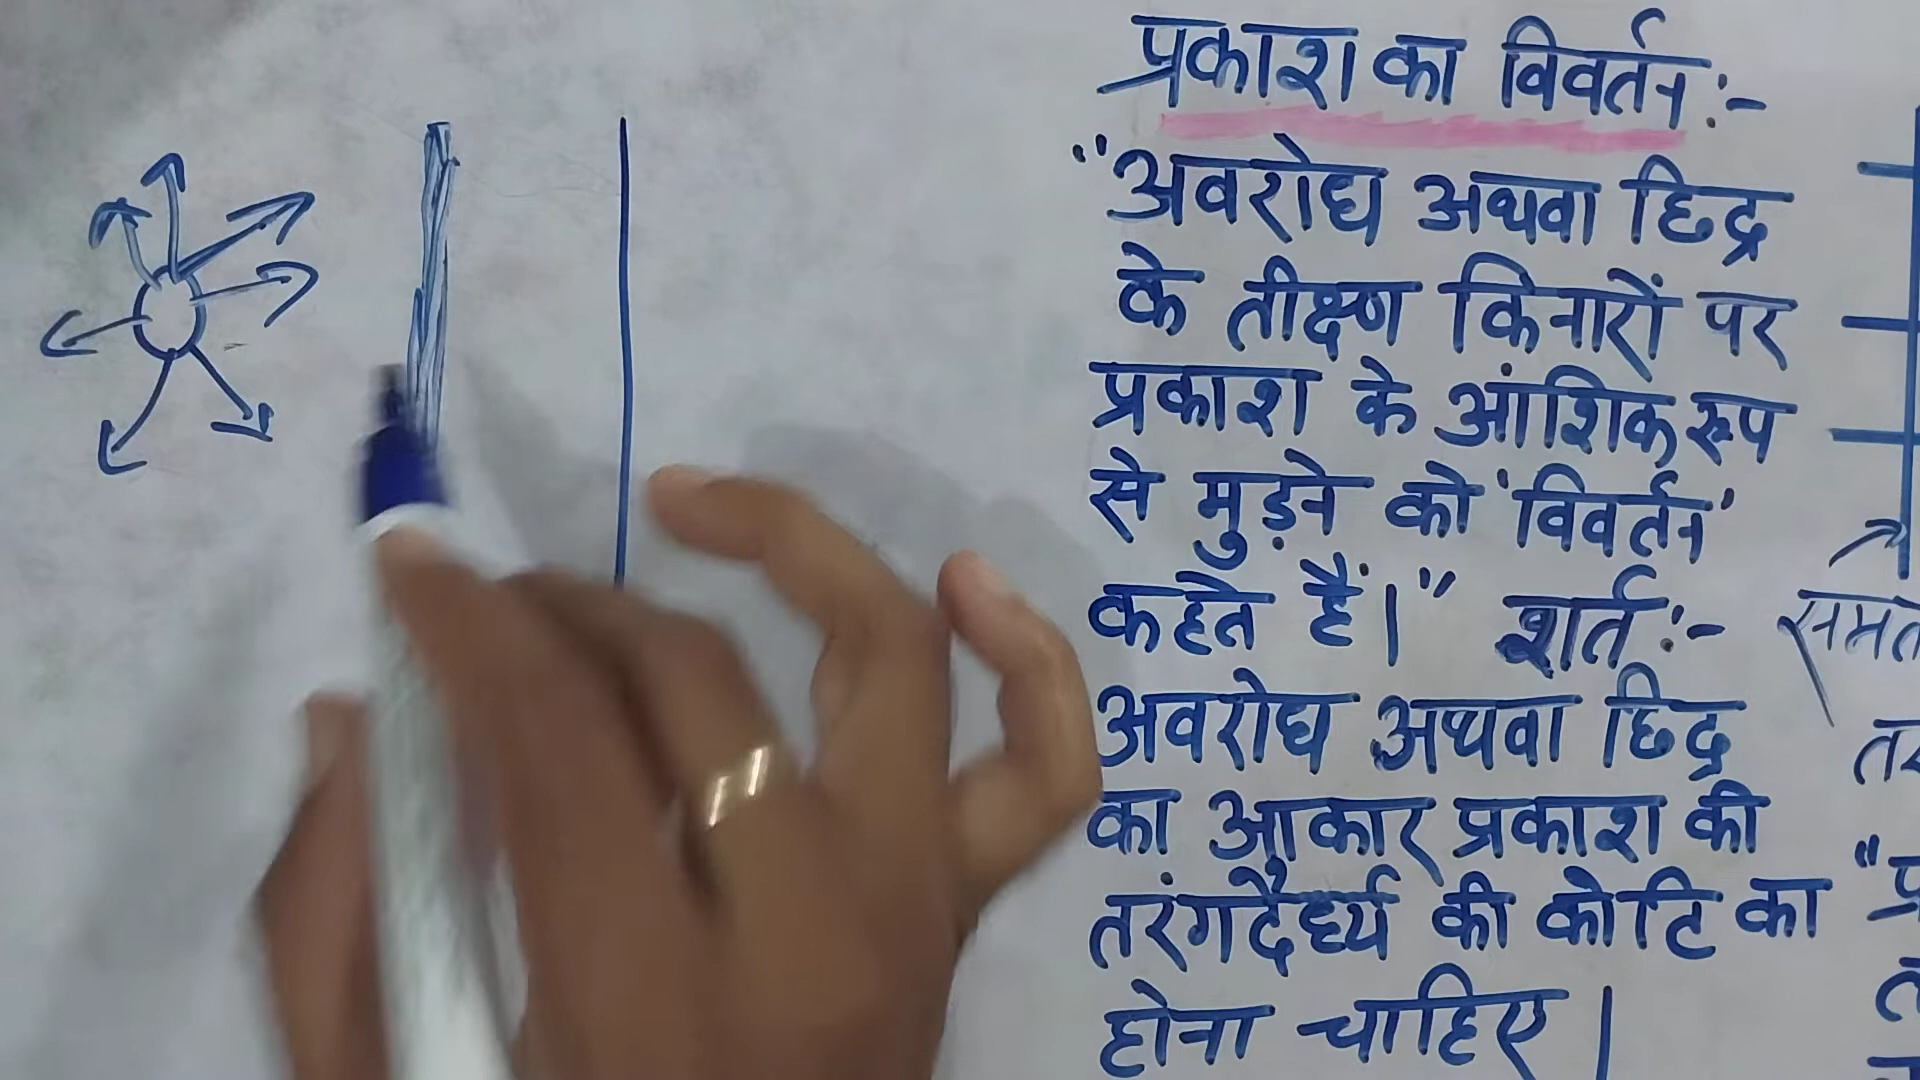 प्रकाश का विवर्तन :-
"अवरोध अथवा छिद्र
के तीक्ष्ण किनारों पर
प्रकाश के आंशिक रूप
से मुड़ने को 'विवर्तन'
कहते हैं।" शर्त :-
अवरोध अथवा छिद्र
का आकार प्रकाश की
तरंगदैर्ध्य की कोटि का
होना चाहिए।